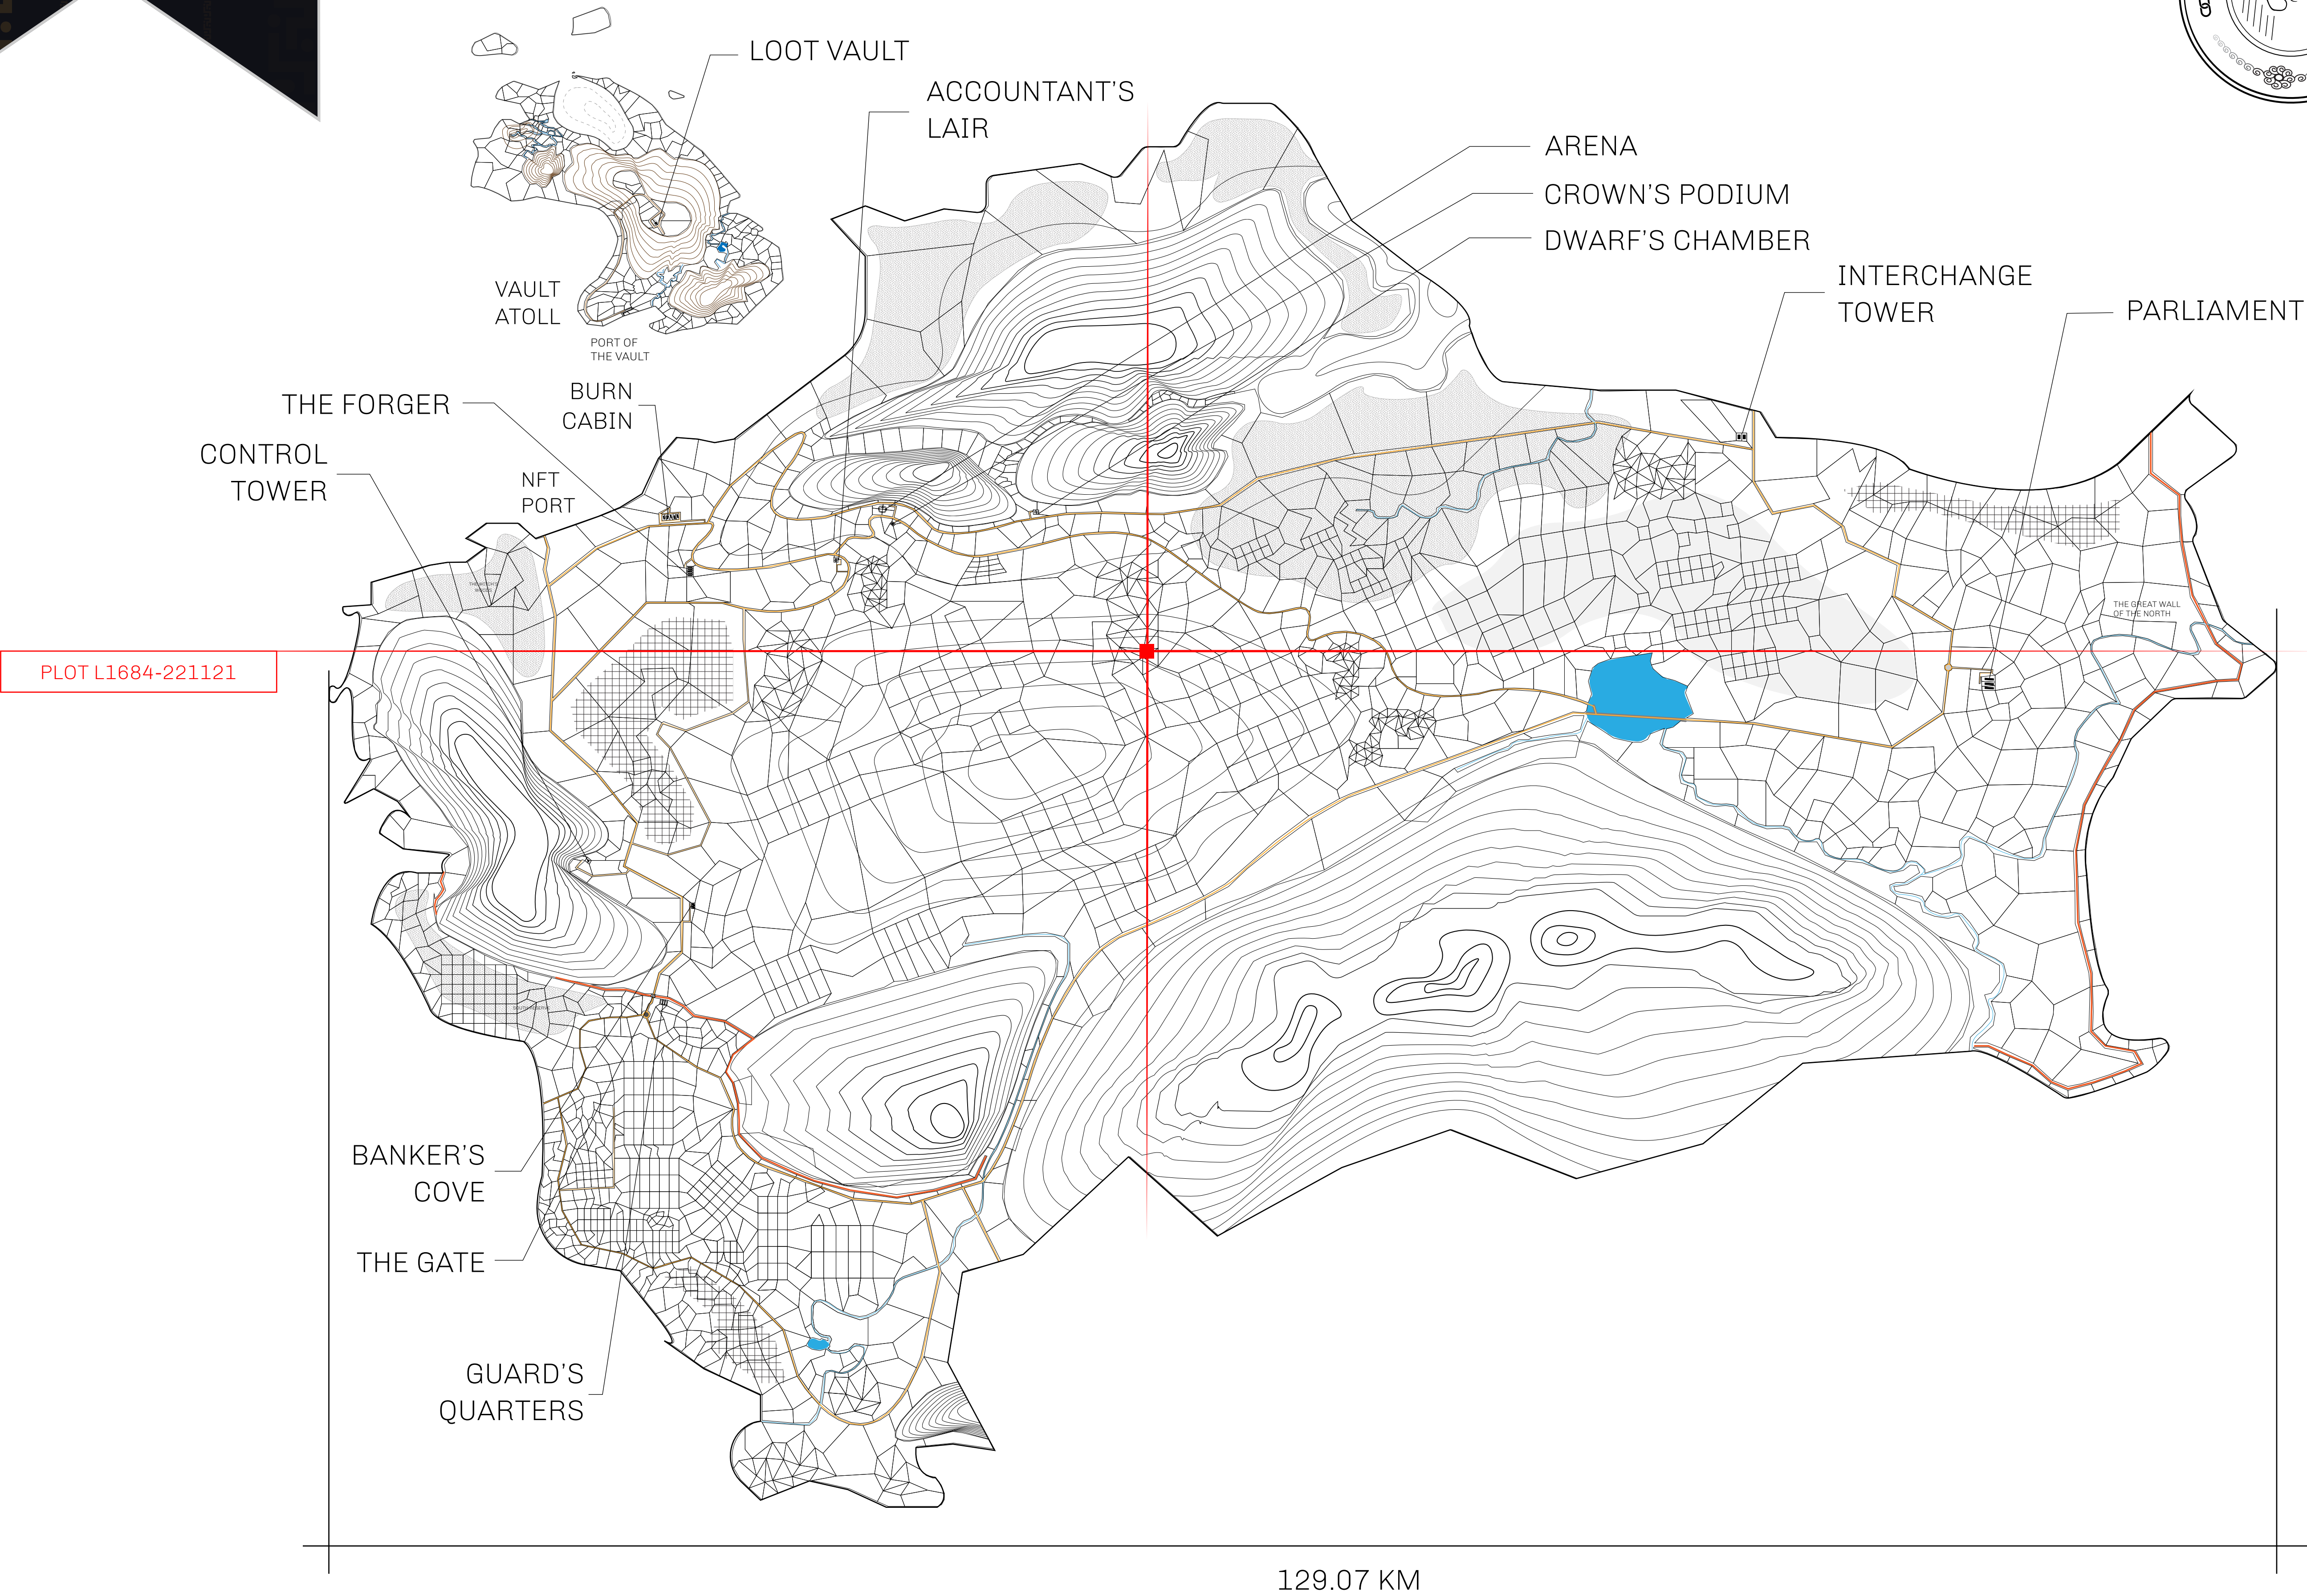 LOOT VAULT
ACCOUNTANT'S
LAIR
ARENA
CROWN'S PODIUM
DWARF'S CHAMBER
INTERCHANGE
TOWER
PARLIAMENT
VAULT
ATOLL
PORT OF
THE VAULT
BURN
CABIN
THE FORGER
CONTROL
TOWER
NFT
PORT
THE GREAT WALL
OF THE NORTH
PLOT L1684-221121
BANKER'S
COVE
THE GATE
GUARD'S
QUARTERS
129.07 KM